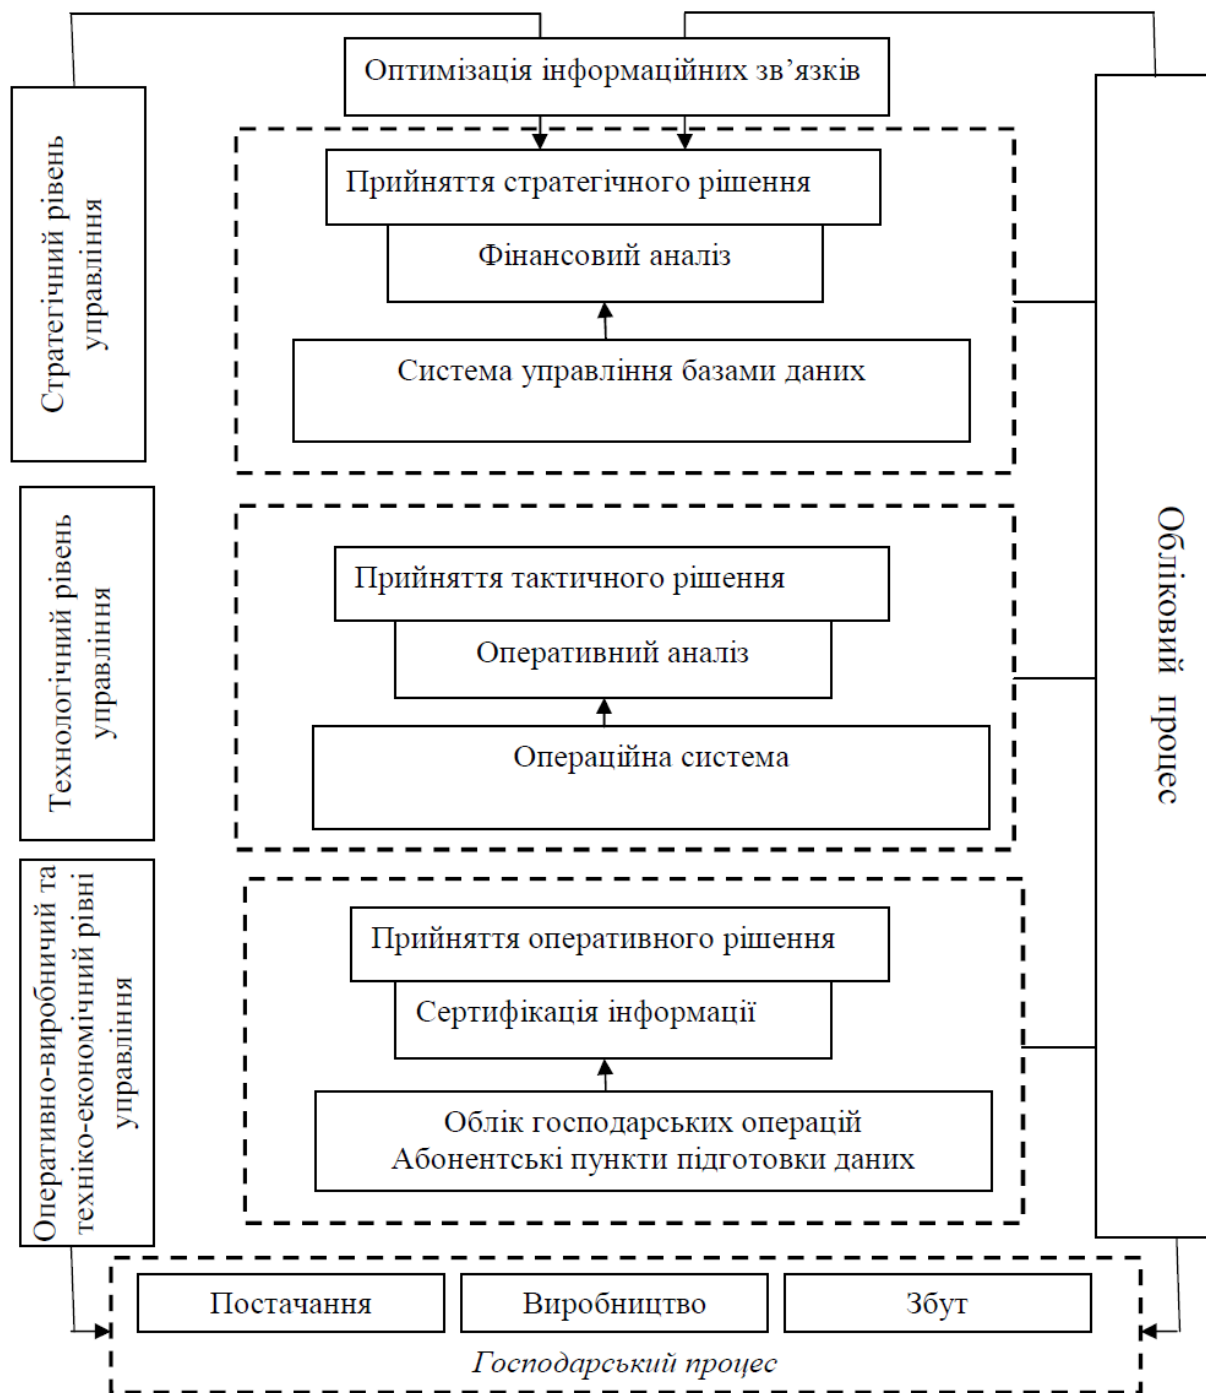 Оптимізація інформаційних зв’язків
Стратегічний рівень
управління
Прийняття стратегічного рішення
Фінансовий аналіз
Система управління базами даних
Технологічний рівень
управління
Прийняття тактичного рішення
Оперативний аналіз
Операційна система
Оперативно-виробничий та
техніко-економічний рівні
управління
Прийняття оперативного рішення
Сертифікація інформації
Облік господарських операцій
Абонентські пункти підготовки даних
Обліковий процес
Постачання
Виробництво
Збут
Господарський процес